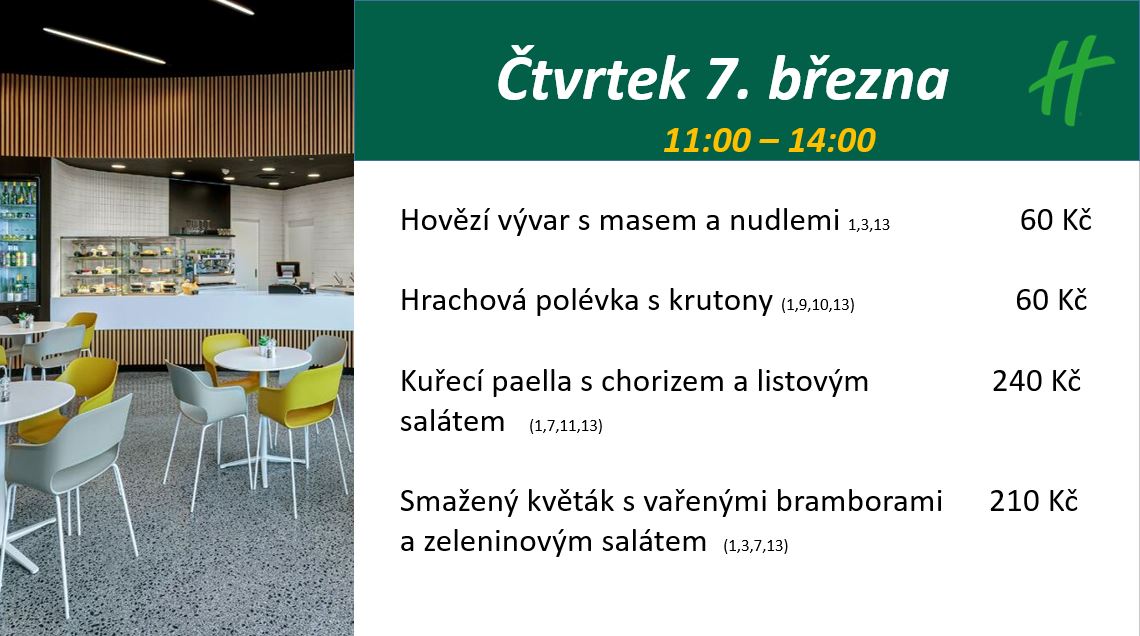 Čtvrtek 7. března
11:00 – 14:00
Hovězí vývar s masem a nudlemi 1,3,13 60 Kč
Hrachová polévka s krutony (1,9,10,13) 60 Kč
Kuřecí paella s chorizem a listovým 240 Kč
salátem (1,7,11,13)
Smažený květák s vařenými bramborami 210 Kč
a zeleninovým salátem (1,3,7,13)